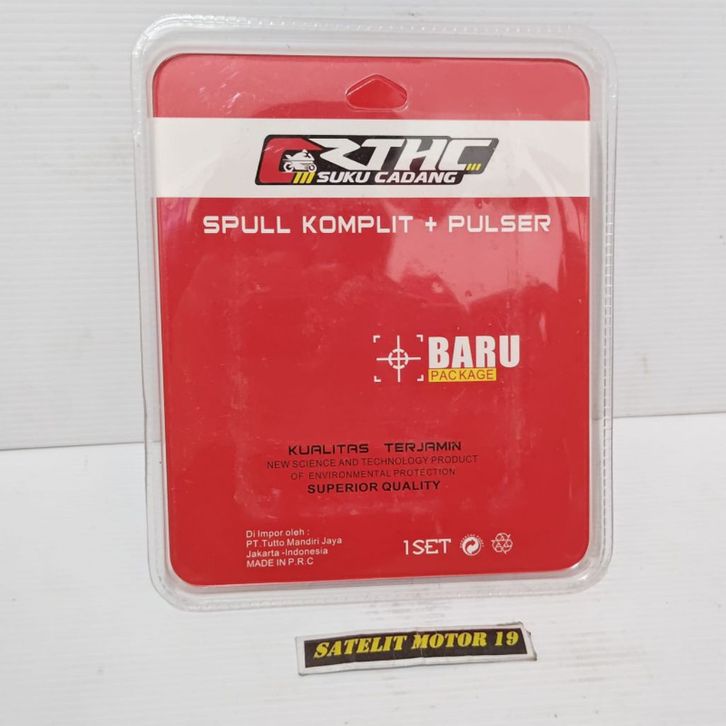 RTHC
SUKU CADANG
SPULL KOMPLIT + PULSER
BARU
PACKAGE
KUALITAS TERJAMIN
NEW SCIENCE AND TECHNOLOGY PRODUCT
OF ENVIRONMENTAL PROTECTION
SUPERIOR QUALITY
Di Impor oleh :
PT.Tutto Mandiri Jaya
Jakarta -Indonesia
MADE IN P.R.C
1SET
SATELIT MOTOR 19